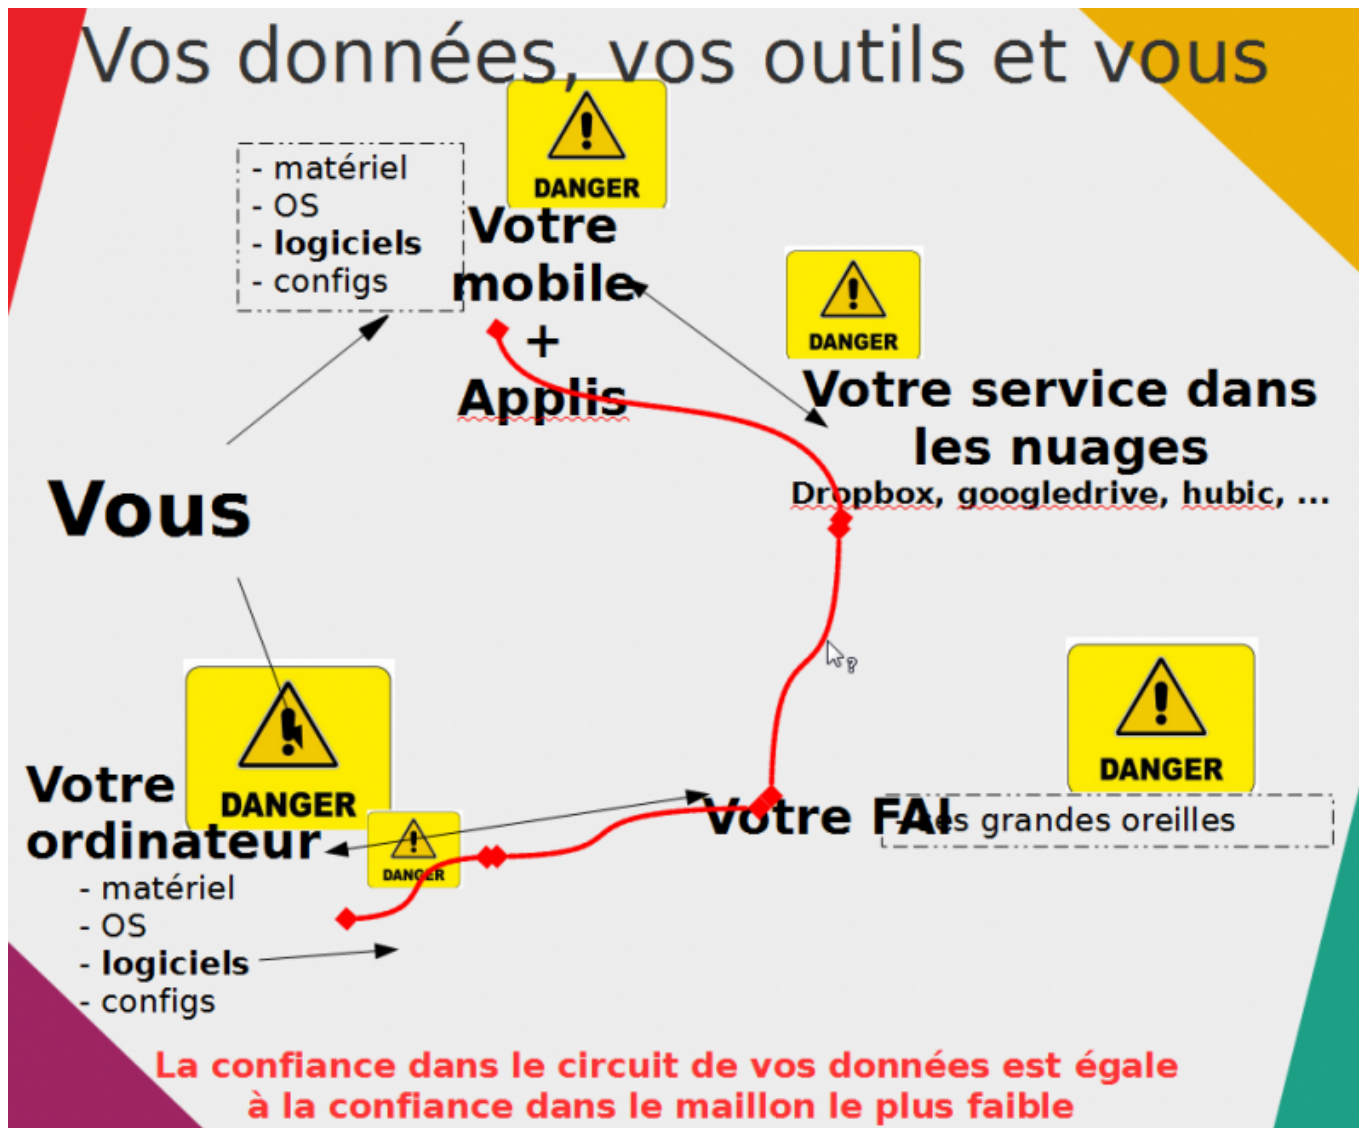 Vos données, vos outils et vous
DANGER
- matériel
- OS
- logiciels
- configs
Votre
mobile
+
Applis
DANGER
Votre service dans
les nuages
Dropbox, googledrive, hubic, ...
Vous
DANGER
Votre
ordinateur
- matériel
- OS
- logiciels
- configs
DANGER
DANGER
Votre FAI
es grandes oreilles
La confiance dans le circuit de vos données est égale
à la confiance dans le maillon le plus faible